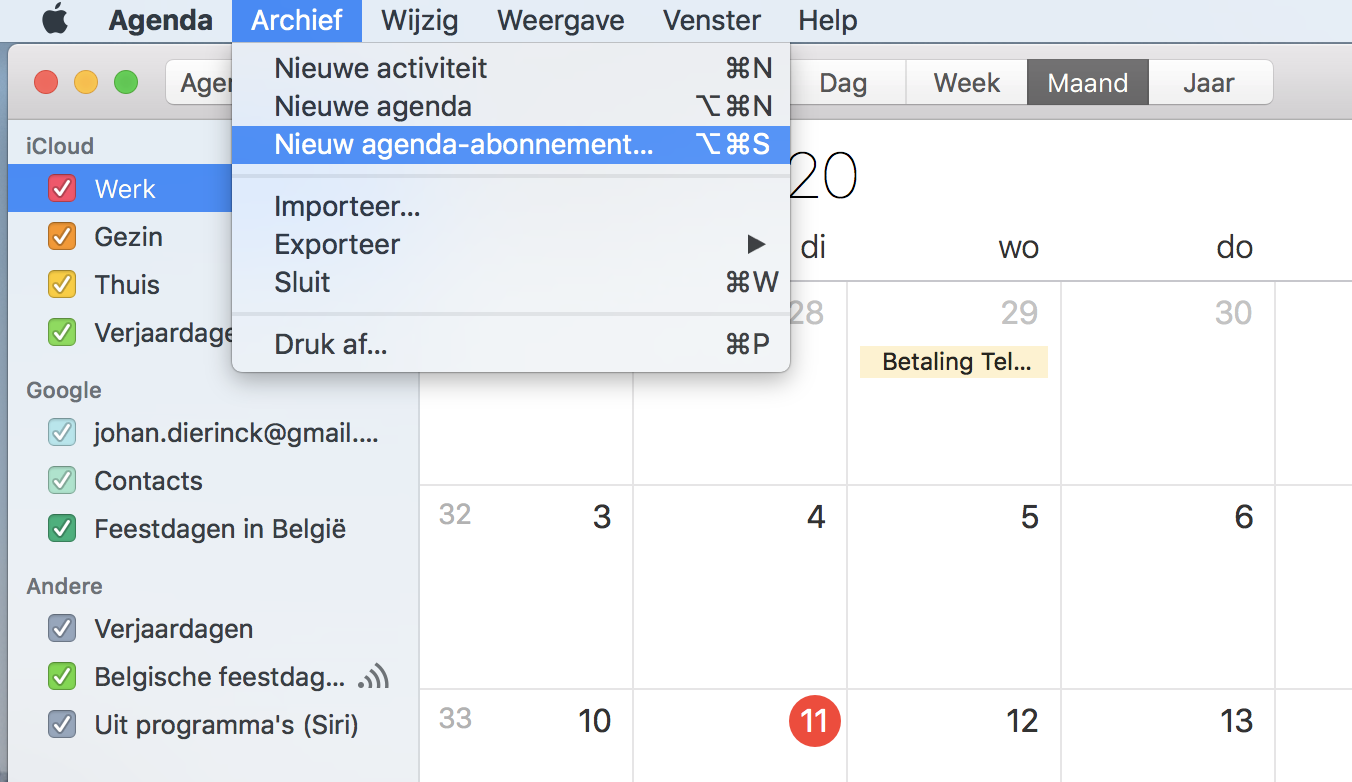 Agenda Archief Wijzig Weergave Venster Help
Nieuwe activiteit ⌘N
Nieuwe agenda ⌥⌘N
Nieuw agenda-abonnement... ⌥⌘S
Importeer...
Exporteer ▶
Sluit ⌘W
Druk af... ⌘P
Dag Week Maand Jaar
iCloud
Werk
Gezin
Thuis
Google
johan.dierinck@gmail....
Contacts
Feestdagen in België
Andere
Verjaardagen
Belgische feestdag...
Uit programma's (Siri)
20
di wo do
28 29 30
Betaling Tel...
32 3 4 5 6
33 10 11 12 13